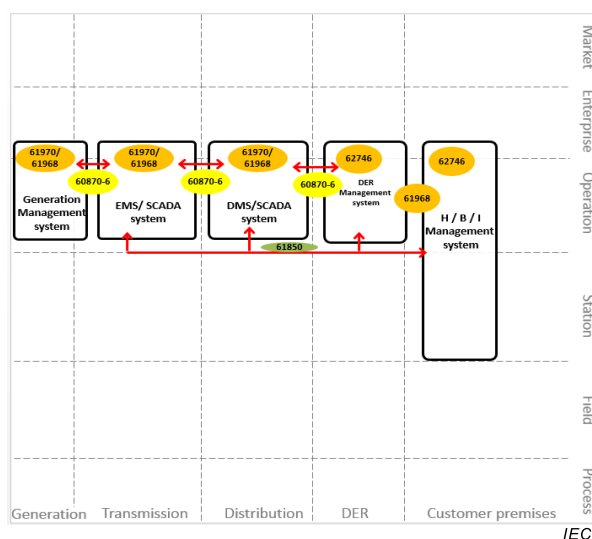 Market
Enterprise
61970/
61968
61970/
61968
61970/
61968
62746
62746
60870-6
60870-6
60870-6
61968
Generation
Management
system
EMS/ SCADA
system
DMS/SCADA
system
DER
Management
system
H / B / I
Management
system
Operation
61850
Station
Field
Process
Generation
Transmission
Distribution
DER
Customer premises
IEC